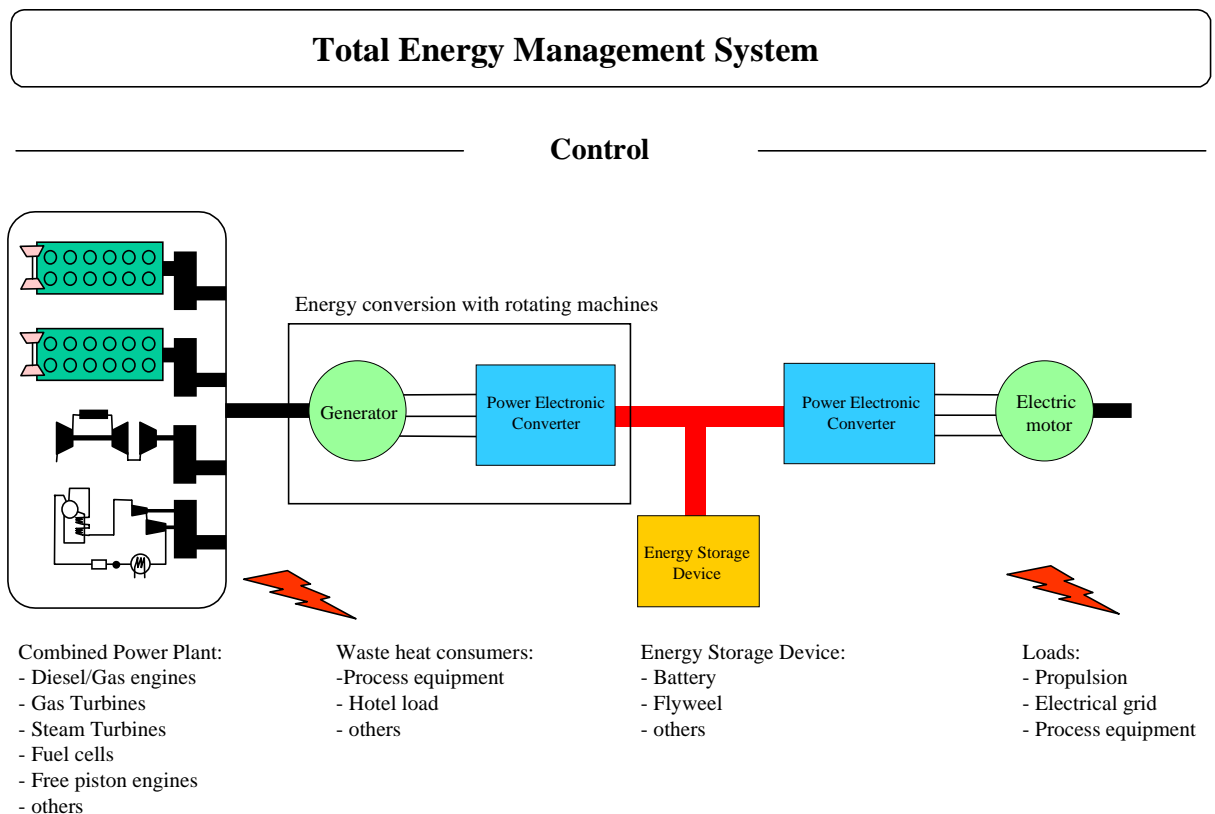 Total Energy Management System
Control
Energy conversion with rotating machines
Generator
Power Electronic
Converter
Power Electronic
Converter
Electric
motor
Energy Storage
Device
Combined Power Plant:
- Diesel/Gas engines
- Gas Turbines
- Steam Turbines
- Fuel cells
- Free piston engines
- others
Waste heat consumers:
-Process equipment
- Hotel load
- others
Energy Storage Device:
- Battery
- Flyweel
- others
Loads:
- Propulsion
- Electrical grid
- Process equipment